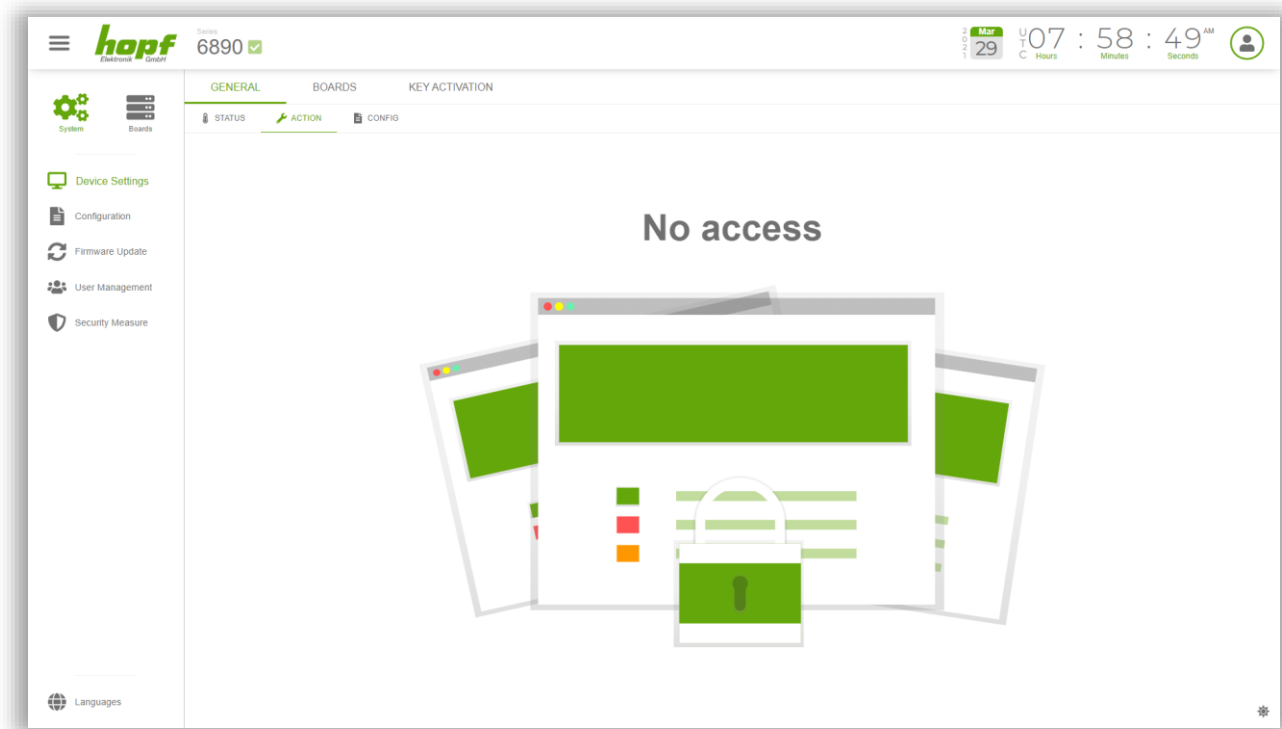 hopf
Elektronik GmbH
Series
6890
2021
Mar
29
UTC
07 : 58 : 49 AM
Hours Minutes Seconds
System Boards
GENERAL BOARDS KEY ACTIVATION
STATUS ACTION CONFIG
Device Settings
Configuration
Firmware Update
User Management
Security Measure
No access
Languages